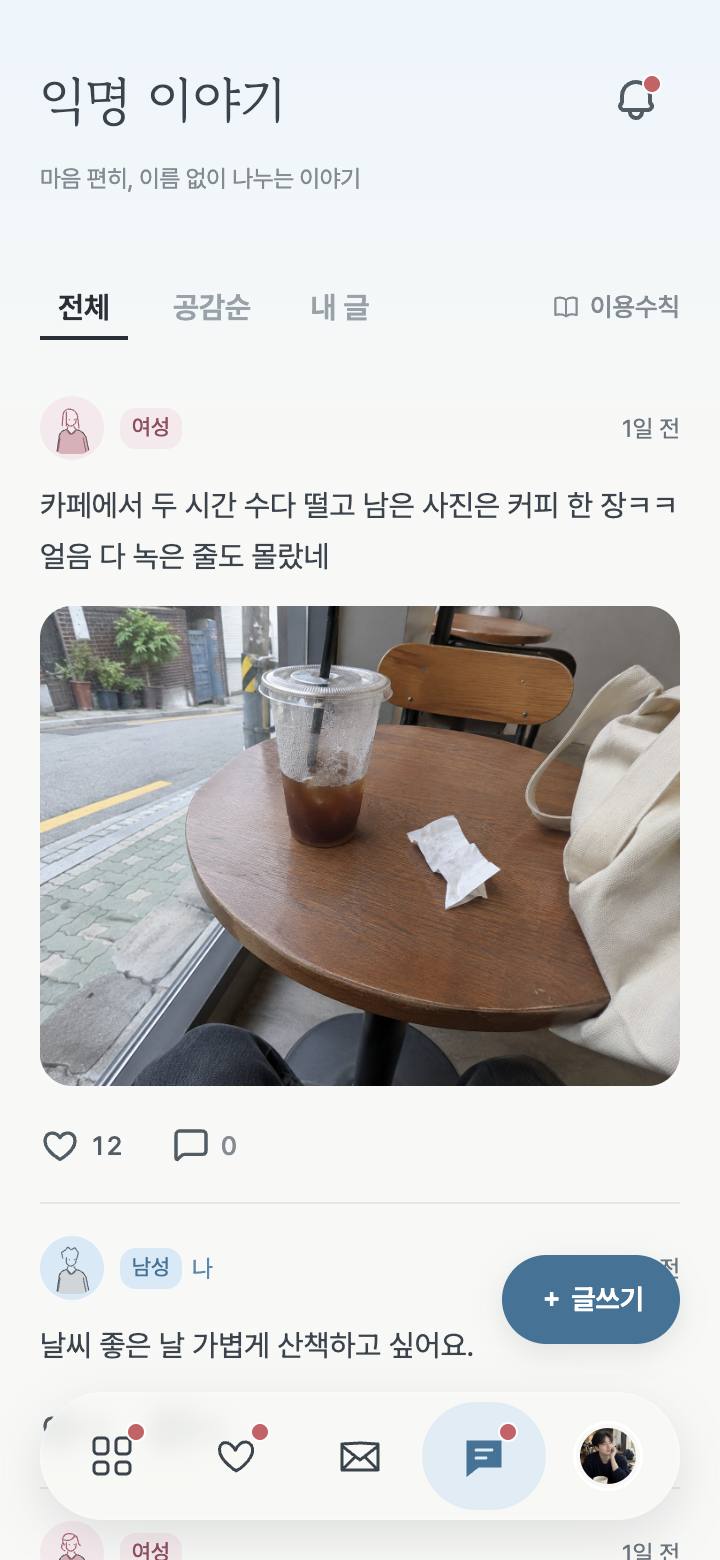 익명 이야기
마음 편히, 이름 없이 나누는 이야기
전체 공감순 내 글 이용수칙
여성 1일 전
카페에서 두 시간 수다 떨고 남은 사진은 커피 한 장ㅋㅋ
얼음 다 녹은 줄도 몰랐네
12 0
남성 나 전
+ 글쓰기
날씨 좋은 날 가볍게 산책하고 싶어요.
여성 1일 전